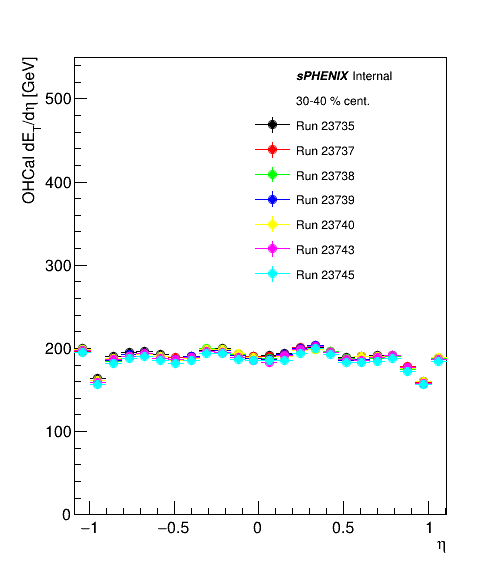 OHCal dE_T/dη [GeV]
sPHENIX Internal
30-40 % cent.
Run 23735
Run 23737
Run 23738
Run 23739
Run 23740
Run 23743
Run 23745
500
400
300
200
100
0
−1 −0.5 0 0.5 1
η